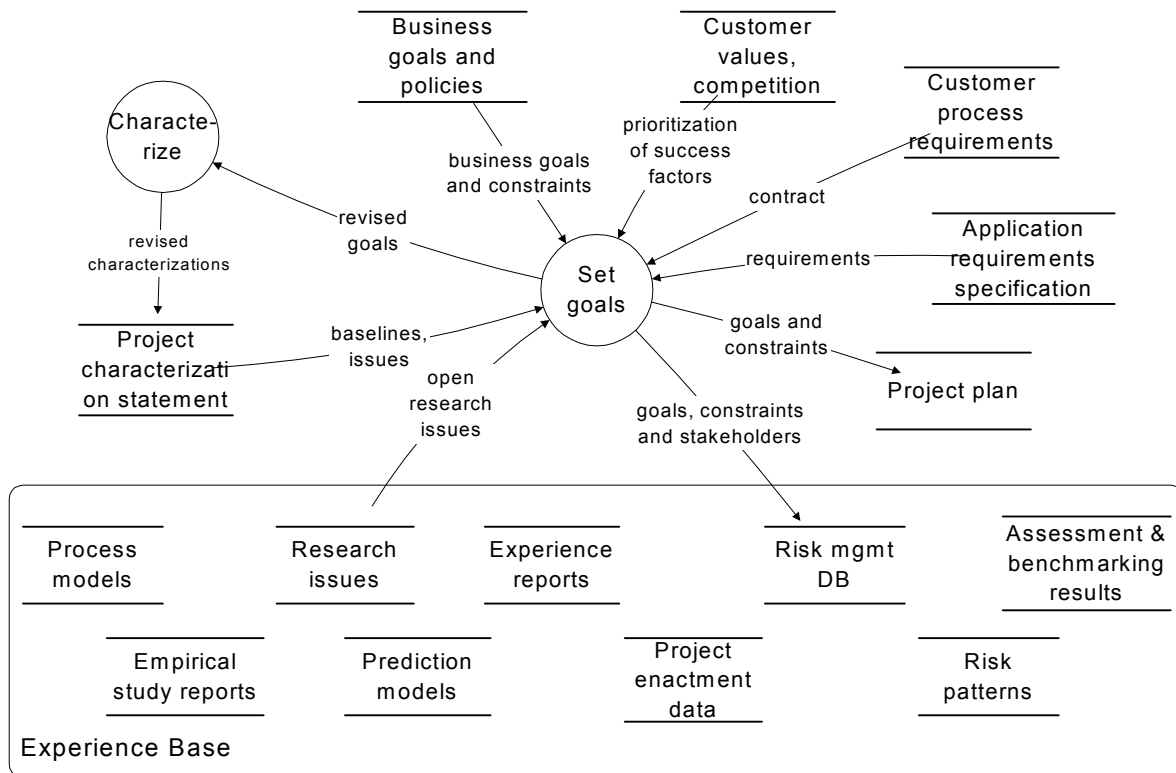 Business
goals and
policies
Customer
values,
competition
Customer
process
requirements
Characte-
rize
prioritization
of success
factors
business goals
and constraints
contract
revised
goals
revised
characterizations
Set
goals
requirements
Application
requirements
specification
Project
characterizati
on statement
baselines,
issues
goals and
constraints
open
research
issues
Project plan
goals, constraints
and stakeholders
Process
models
Research
issues
Experience
reports
Risk mgmt
DB
Assessment &
benchmarking
results
Empirical
study reports
Prediction
models
Project
enactment
data
Risk
patterns
Experience Base